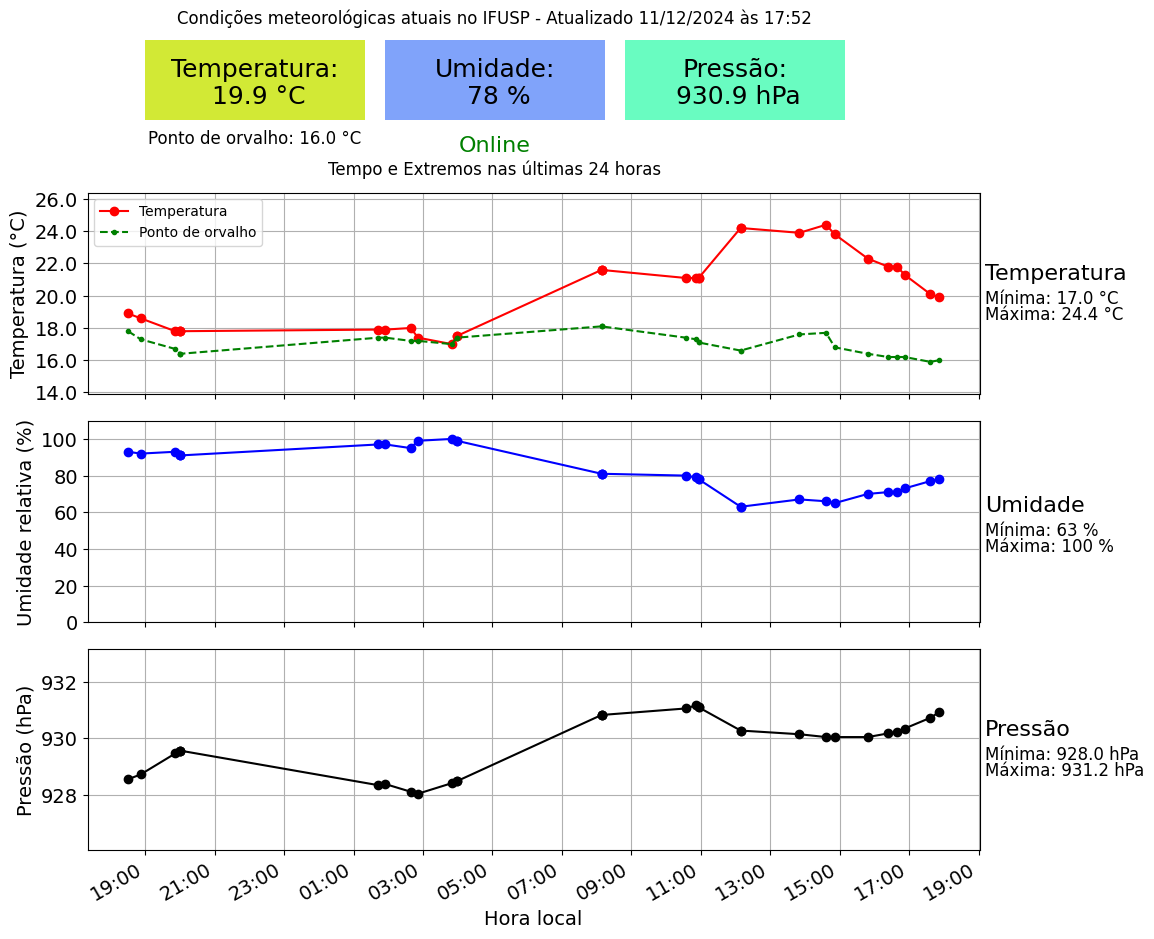 Condições meteorológicas atuais no IFUSP - Atualizado 11/12/2024 às 17:52
Temperatura:
19.9 °C
Umidade:
78 %
Pressão:
930.9 hPa
Ponto de orvalho: 16.0 °C
Online
Tempo e Extremos nas últimas 24 horas
Temperatura (°C)
26.0
24.0
22.0
20.0
18.0
16.0
14.0
Temperatura
Ponto de orvalho
Temperatura
Mínima: 17.0 °C
Máxima: 24.4 °C
Umidade relativa (%)
100
80
60
40
20
0
Umidade
Mínima: 63 %
Máxima: 100 %
Pressão (hPa)
932
930
928
Pressão
Mínima: 928.0 hPa
Máxima: 931.2 hPa
19:00
21:00
23:00
01:00
03:00
05:00
07:00
09:00
11:00
13:00
15:00
17:00
19:00
Hora local